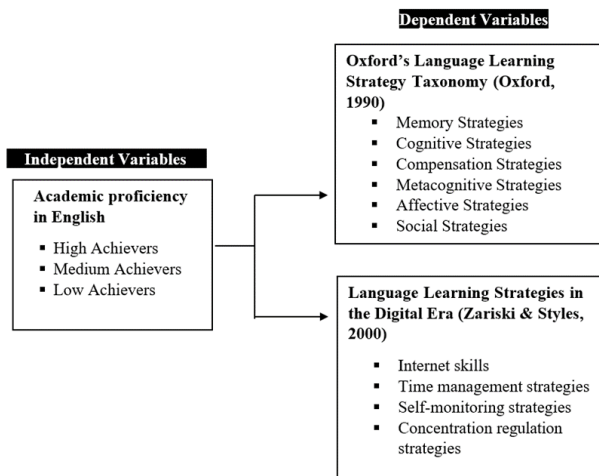 Dependent Variables
Oxford’s Language Learning
Strategy Taxonomy (Oxford,
1990)
▪ Memory Strategies
▪ Cognitive Strategies
▪ Compensation Strategies
▪ Metacognitive Strategies
▪ Affective Strategies
▪ Social Strategies
Independent Variables
Academic proficiency
in English
▪ High Achievers
▪ Medium Achievers
▪ Low Achievers
Language Learning Strategies in
the Digital Era (Zariski & Styles,
2000)
▪ Internet skills
▪ Time management strategies
▪ Self-monitoring strategies
▪ Concentration regulation
strategies